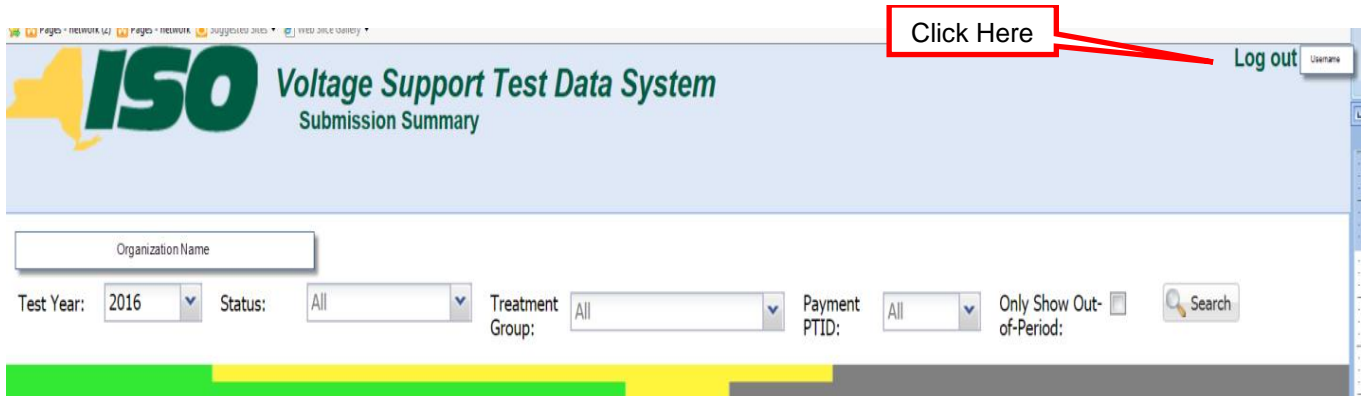 Click Here
Pages - network (2) Pages - network Suggested Sites Web Slice Gallery
Log out Username
ISO
Voltage Support Test Data System
Submission Summary
Organization Name
Test Year: 2016 Status: All Treatment Group: All Payment PTID: All Only Show Out-of-Period: Search